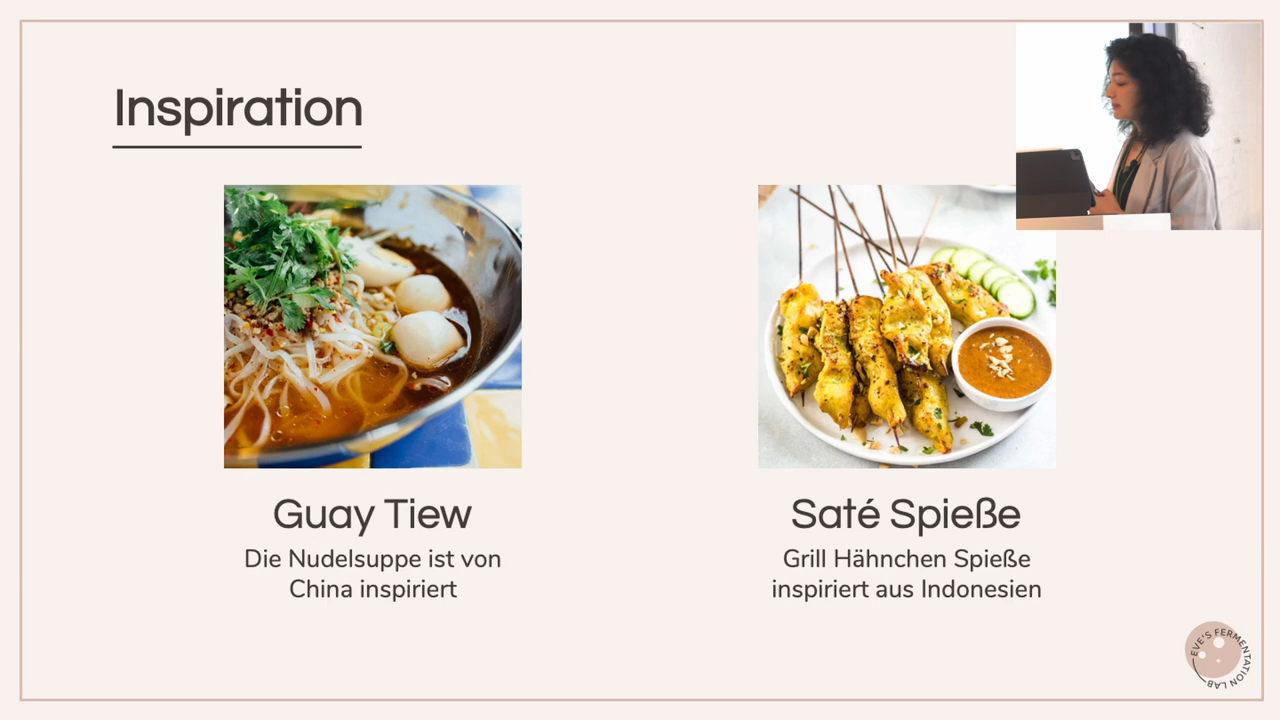 Inspiration
Guay Tiew
Die Nudelsuppe ist von
China inspiriert
Saté Spieße
Grill Hähnchen Spieße
inspiriert aus Indonesien
EVE'S FERMENTATION LAB